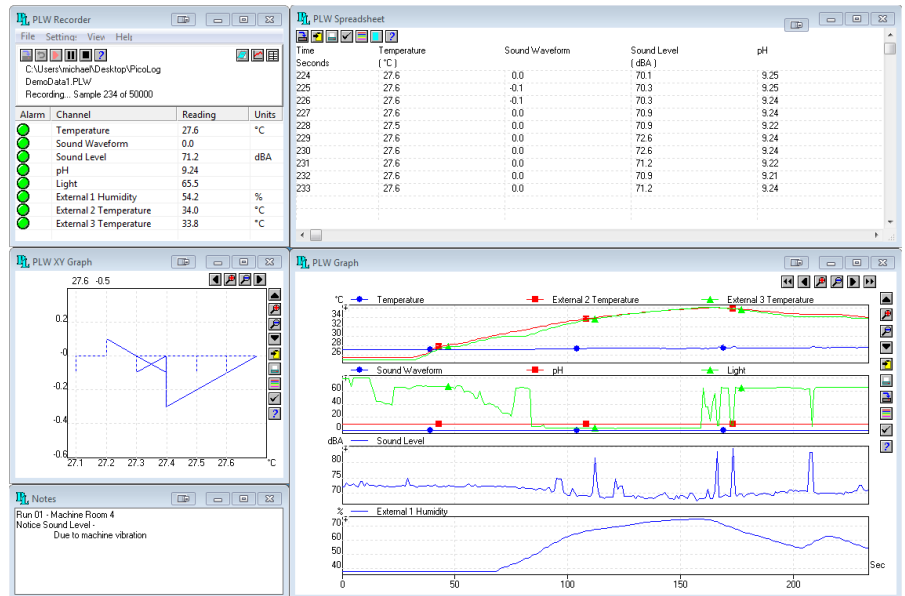 PLW Recorder
File Settings View Help
C:\Users\michael\Desktop\PicoLog
DemoData1.PLW
Recording... Sample 234 of 50000
Alarm Channel Reading Units
Temperature 27.6 °C
Sound Waveform 0.0
Sound Level 71.2 dBA
pH 9.24
Light 65.5
External 1 Humidity 54.2 %
External 2 Temperature 34.0 °C
External 3 Temperature 33.8 °C
PLW Spreadsheet
Time Temperature Sound Waveform Sound Level pH
Seconds (°C) (dBA)
224 27.6 0.0 70.1 9.25
225 27.6 -0.1 70.3 9.25
226 27.6 -0.1 70.3 9.24
227 27.6 0.0 70.9 9.24
228 27.5 0.0 70.9 9.22
229 27.6 0.0 72.6 9.24
230 27.6 0.0 72.6 9.24
231 27.6 0.0 71.2 9.22
232 27.6 0.0 70.9 9.21
233 27.6 0.0 71.2 9.24
PLW XY Graph
27.6 -0.5
0.2
-0
-0.2
-0.4
-0.6
27.1 27.2 27.3 27.4 27.5 27.6 °C
Notes
Run 01 - Machine Room 4
Notice Sound Level -
Due to machine vibration
PLW Graph
°C Temperature External 2 Temperature External 3 Temperature
34
32
30
28
26
Sound Waveform pH Light
60
40
20
0
dBA Sound Level
80
75
70
% External 1 Humidity
70
60
50
40
Sec
0 50 100 150 200